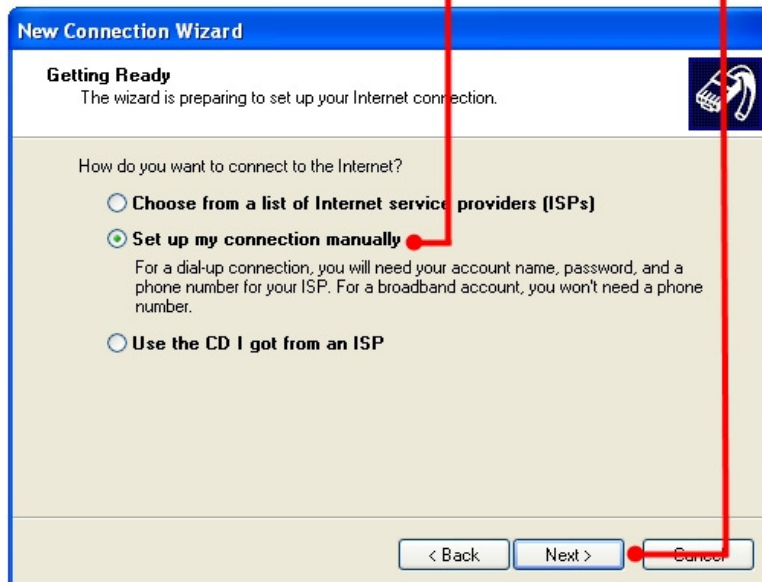 New Connection Wizard
Getting Ready
The wizard is preparing to set up your Internet connection.
How do you want to connect to the Internet?
Choose from a list of Internet service providers (ISPs)
Set up my connection manually
For a dial-up connection, you will need your account name, password, and a
phone number for your ISP. For a broadband account, you won't need a phone
number.
Use the CD I got from an ISP
< Back Next > Cancel